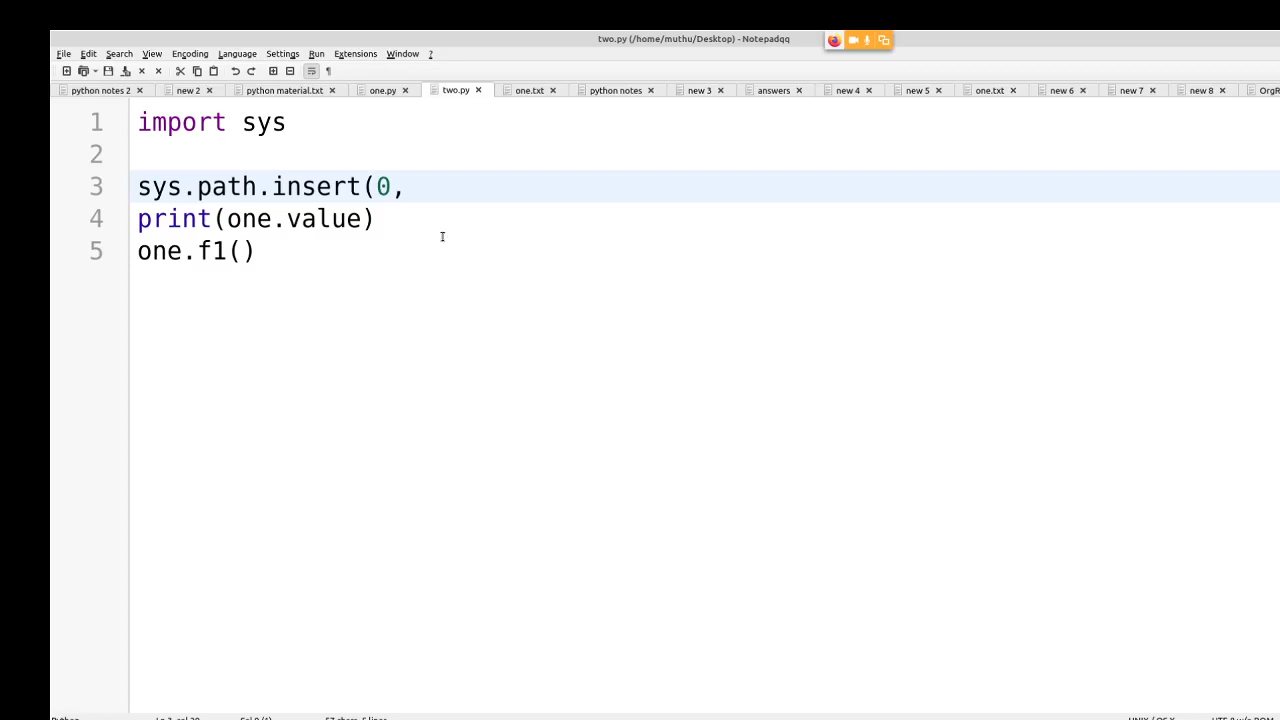 two.py (/home/muthu/Desktop) - Notepadqq
File Edit Search View Encoding Language Settings Run Extensions Window ?
python notes 2 new 2 python material.txt one.py two.py one.txt python notes new 3 answers new 4 new 5 one.txt new 6 new 7 new 8 OrgR
1 import sys
2
3 sys.path.insert(0,
4 print(one.value)
5 one.f1()